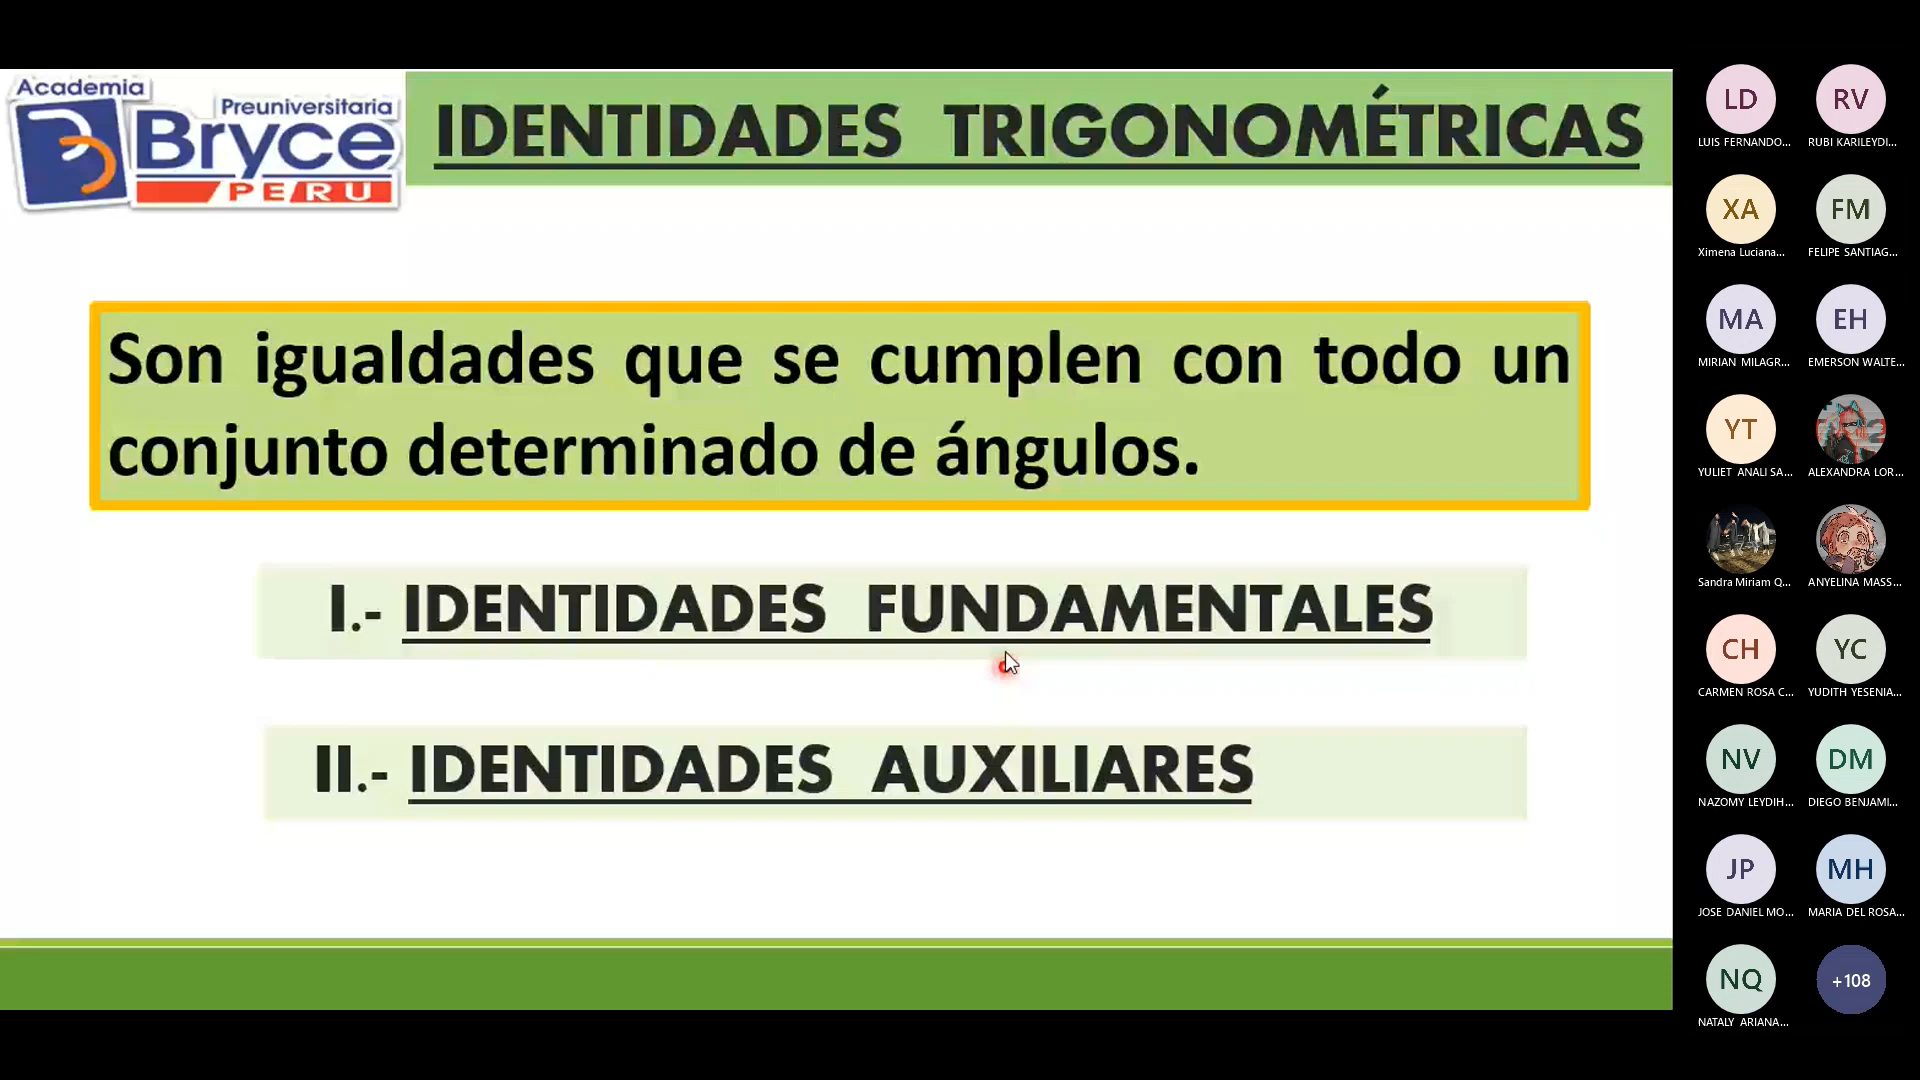 Academia
Preuniversitaria
Bryce
PERU
IDENTIDADES TRIGONOMÉTRICAS
Son igualdades que se cumplen con todo un
conjunto determinado de ángulos.
I.- IDENTIDADES FUNDAMENTALES
II.- IDENTIDADES AUXILIARES
LD
LUIS FERNANDO...
RV
RUBI KARILEYDI...
XA
Ximena Luciana...
FM
FELIPE SANTIAG...
MA
MIRIAN MILAGR...
EH
EMERSON WALTE...
YT
YULIET ANALI SA...
ALEXANDRA LOR...
Sandra Miriam Q...
ANYELINA MASS...
CH
CARMEN ROSA C...
YC
YUDITH YESENIA...
NV
NAZOMY LEYDIH...
DM
DIEGO BENJAMI...
JP
JOSE DANIEL MO...
MH
MARIA DEL ROSA...
NQ
NATALY ARIANA...
+108